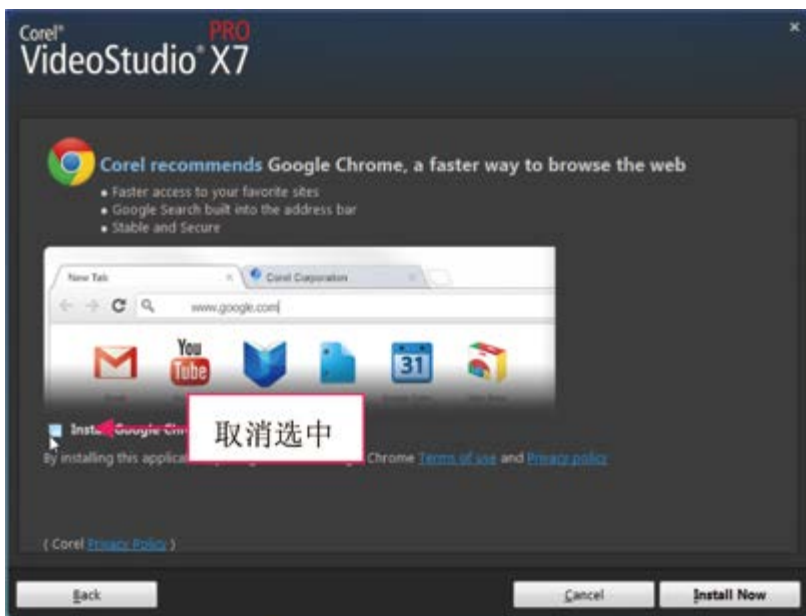 Corel® PRO
VideoStudio® X7
×
Corel recommends Google Chrome, a faster way to browse the web
• Faster access to your favorite sites
• Google Search built into the address bar
• Stable and Secure
New Tab × Corel Corporation ×
www.google.com
You
Tube
31
Google
取消选中
By installing this Chrome Terms of use and Privacy policy
( Corel Privacy Policy )
Back Cancel Install Now